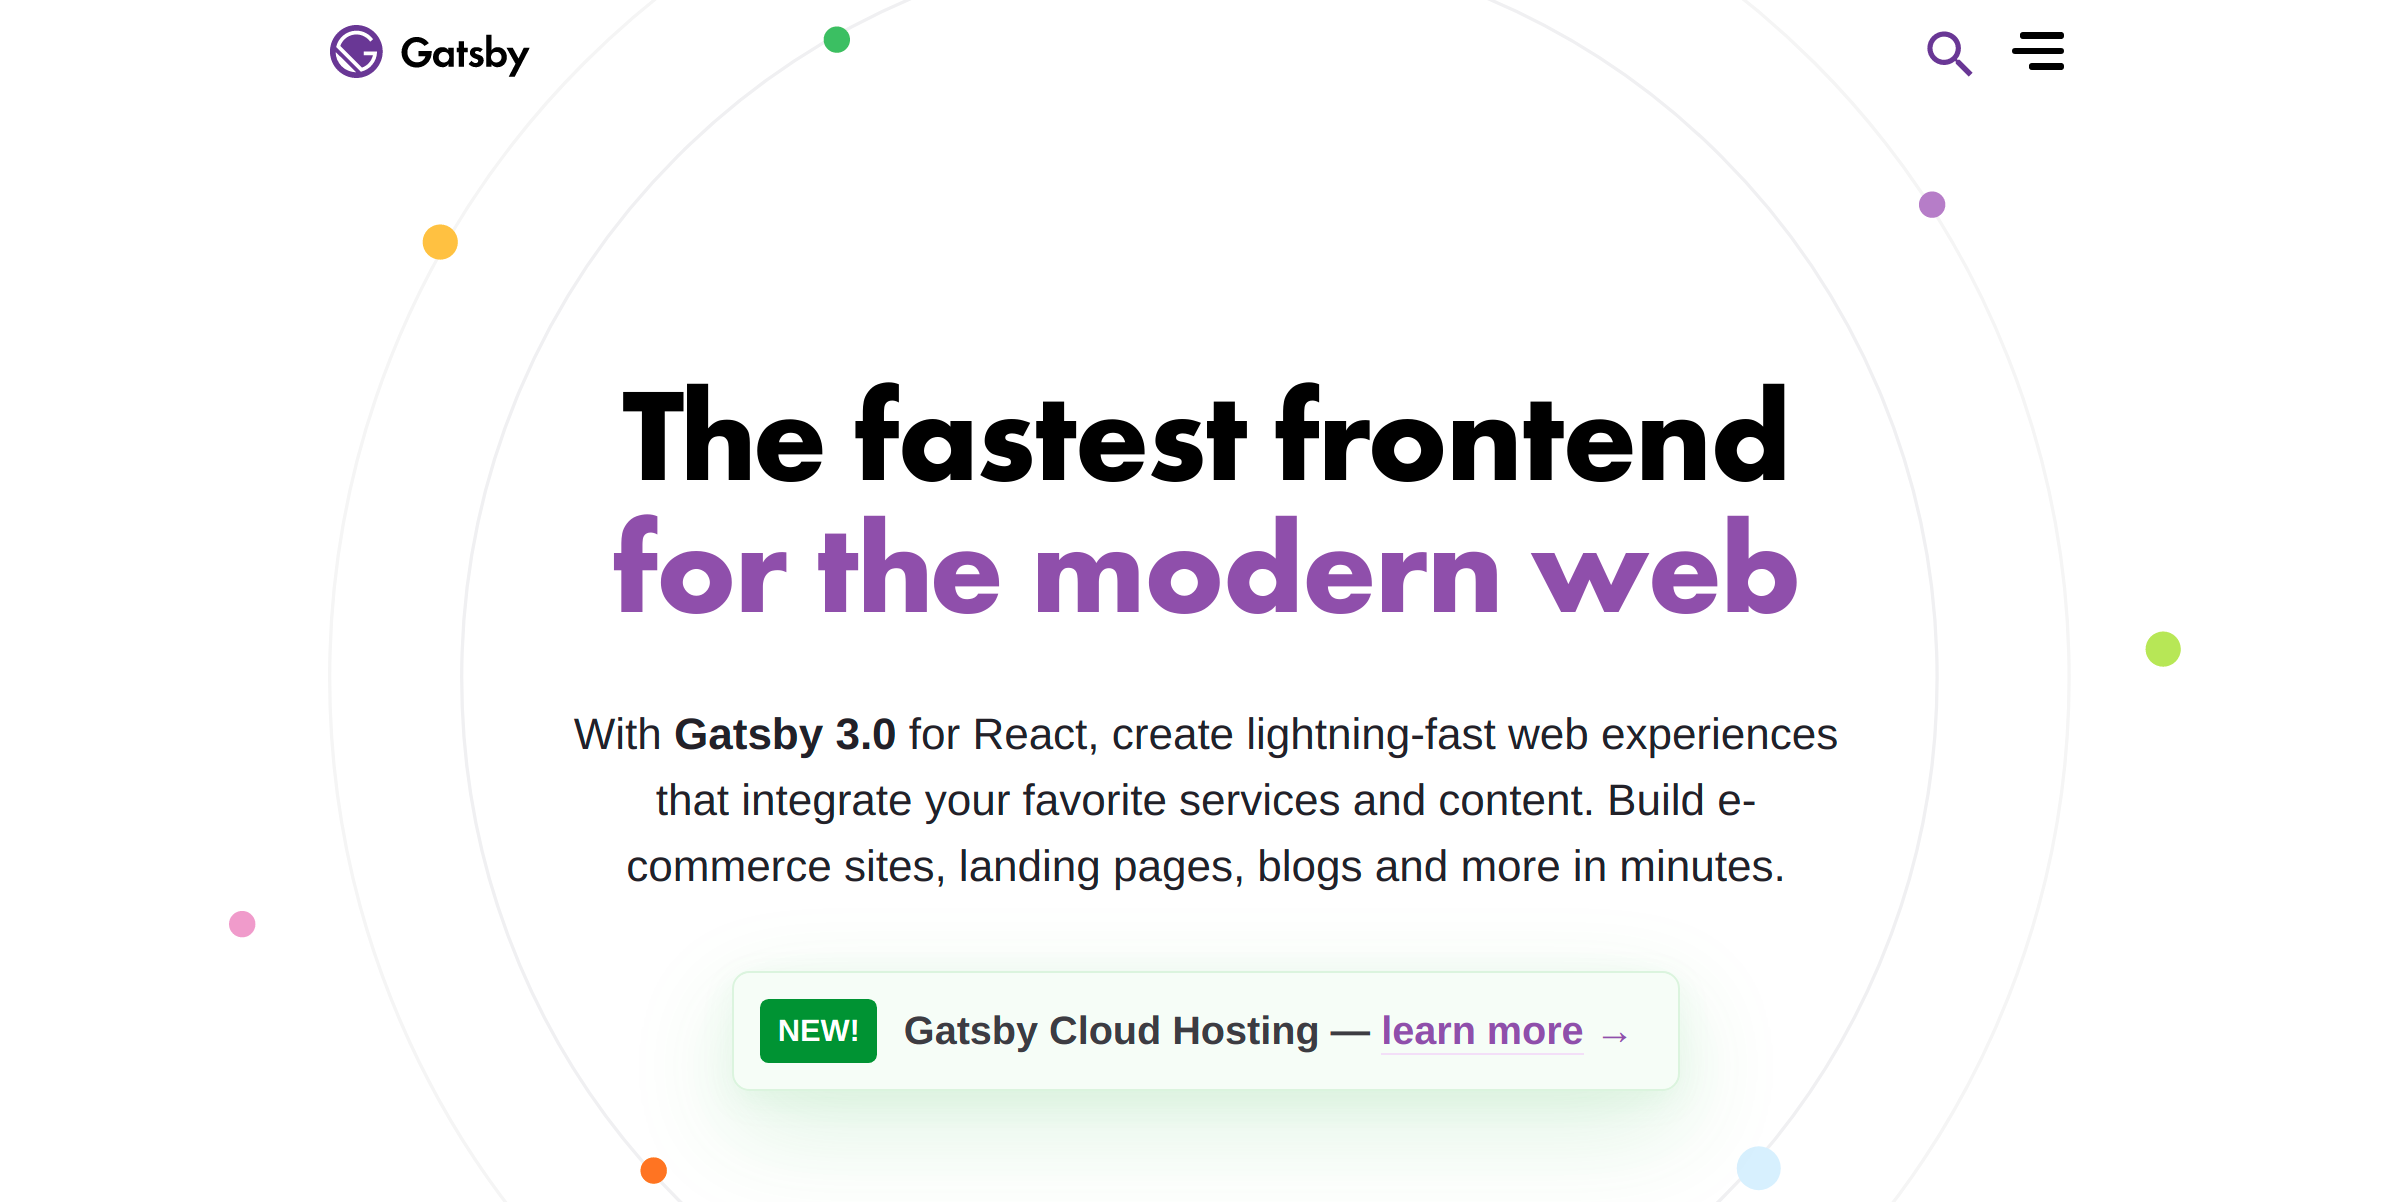 Gatsby
The fastest frontend
for the modern web
With Gatsby 3.0 for React, create lightning-fast web experiences
that integrate your favorite services and content. Build e-
commerce sites, landing pages, blogs and more in minutes.
NEW! Gatsby Cloud Hosting — learn more →